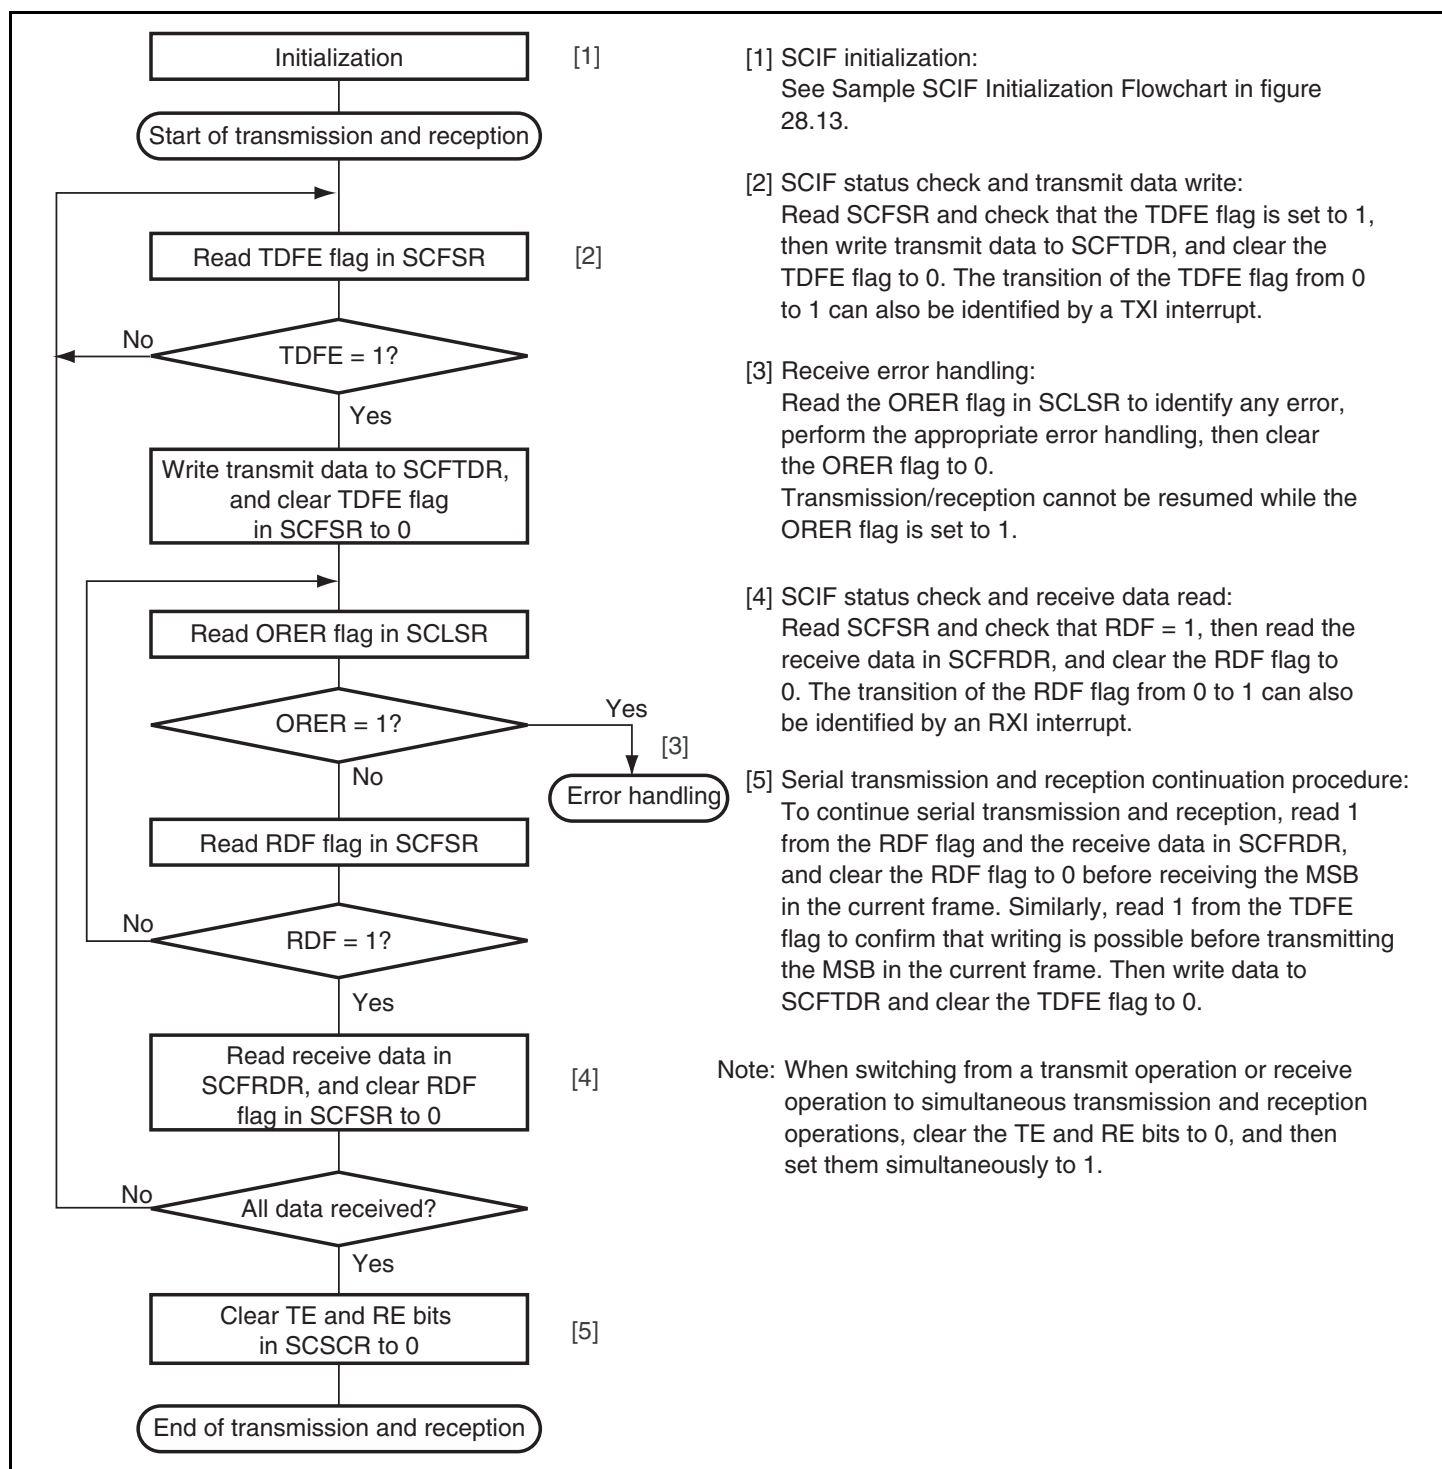 Initialization
[1]
Start of transmission and reception
Read TDFE flag in SCFSR
[2]
No
TDFE = 1?
Yes
Write transmit data to SCFTDR,
and clear TDFE flag
in SCFSR to 0
Read ORER flag in SCLSR
ORER = 1?
Yes
[3]
No
Error handling
Read RDF flag in SCFSR
No
RDF = 1?
Yes
Read receive data in
SCFRDR, and clear RDF
flag in SCFSR to 0
[4]
No
All data received?
Yes
Clear TE and RE bits
in SCSCR to 0
[5]
End of transmission and reception
[1] SCIF initialization:
See Sample SCIF Initialization Flowchart in figure
28.13.
[2] SCIF status check and transmit data write:
Read SCFSR and check that the TDFE flag is set to 1,
then write transmit data to SCFTDR, and clear the
TDFE flag to 0. The transition of the TDFE flag from 0
to 1 can also be identified by a TXI interrupt.
[3] Receive error handling:
Read the ORER flag in SCLSR to identify any error,
perform the appropriate error handling, then clear
the ORER flag to 0.
Transmission/reception cannot be resumed while the
ORER flag is set to 1.
[4] SCIF status check and receive data read:
Read SCFSR and check that RDF = 1, then read the
receive data in SCFRDR, and clear the RDF flag to
0. The transition of the RDF flag from 0 to 1 can also
be identified by an RXI interrupt.
[5] Serial transmission and reception continuation procedure:
To continue serial transmission and reception, read 1
from the RDF flag and the receive data in SCFRDR,
and clear the RDF flag to 0 before receiving the MSB
in the current frame. Similarly, read 1 from the TDFE
flag to confirm that writing is possible before transmitting
the MSB in the current frame. Then write data to
SCFTDR and clear the TDFE flag to 0.
Note: When switching from a transmit operation or receive
operation to simultaneous transmission and reception
operations, clear the TE and RE bits to 0, and then
set them simultaneously to 1.